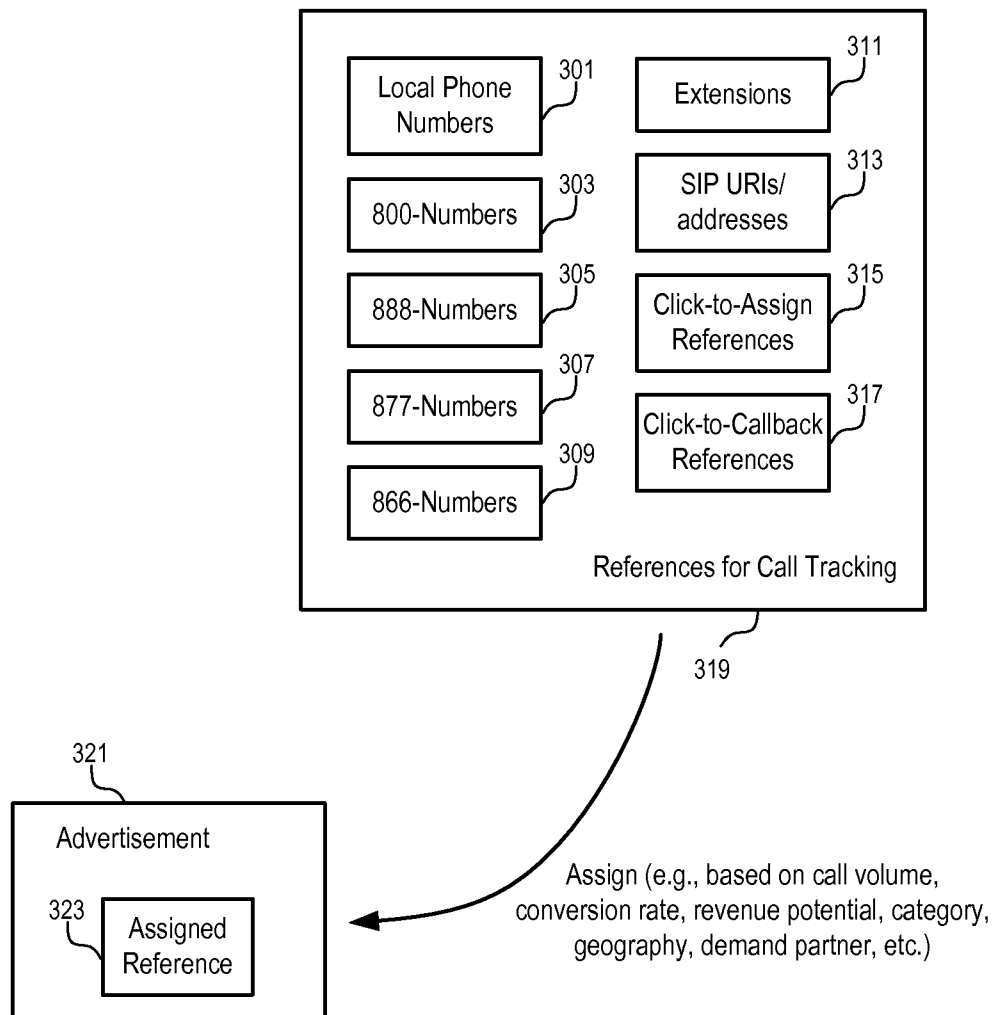 301
Local Phone
Numbers
303
800-Numbers
305
888-Numbers
307
877-Numbers
309
866-Numbers
311
Extensions
313
SIP URIs/
addresses
315
Click-to-Assign
References
317
Click-to-Callback
References
References for Call Tracking
319
321
Advertisement
323
Assigned
Reference
Assign (e.g., based on call volume,
conversion rate, revenue potential, category,
geography, demand partner, etc.)